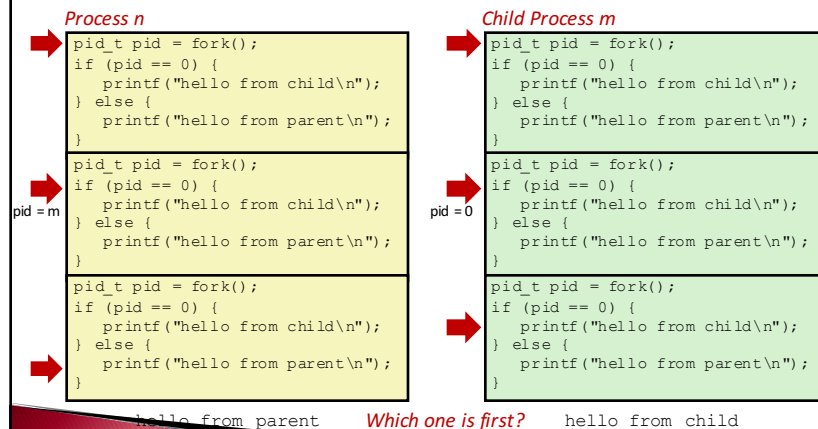 Process n
pid_t pid = fork();
if (pid == 0) {
   printf("hello from child\n");
} else {
   printf("hello from parent\n");
}
pid = m
pid_t pid = fork();
if (pid == 0) {
   printf("hello from child\n");
} else {
   printf("hello from parent\n");
}
pid_t pid = fork();
if (pid == 0) {
   printf("hello from child\n");
} else {
   printf("hello from parent\n");
}
Child Process m
pid_t pid = fork();
if (pid == 0) {
   printf("hello from child\n");
} else {
   printf("hello from parent\n");
}
pid = 0
pid_t pid = fork();
if (pid == 0) {
   printf("hello from child\n");
} else {
   printf("hello from parent\n");
}
pid_t pid = fork();
if (pid == 0) {
   printf("hello from child\n");
} else {
   printf("hello from parent\n");
}
hello from parent
Which one is first?
hello from child